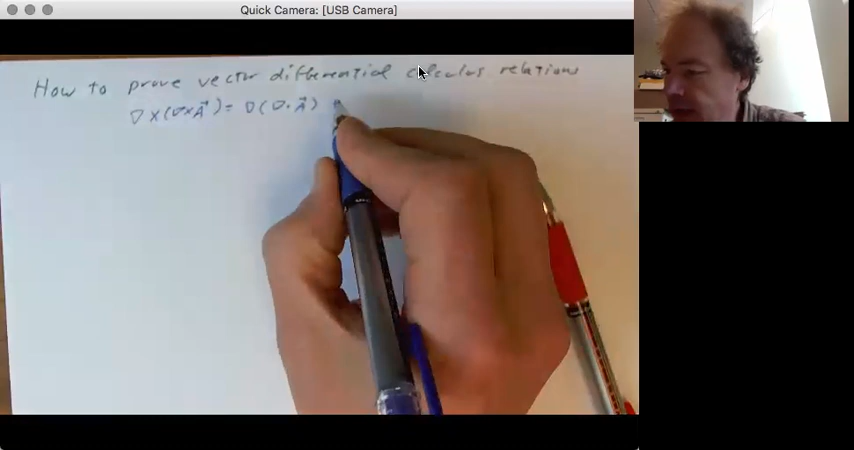 Quick Camera: [USB Camera]
How to prove vector differential calculus relations
∇×(∇×A⃗)= ∇(∇·A⃗)